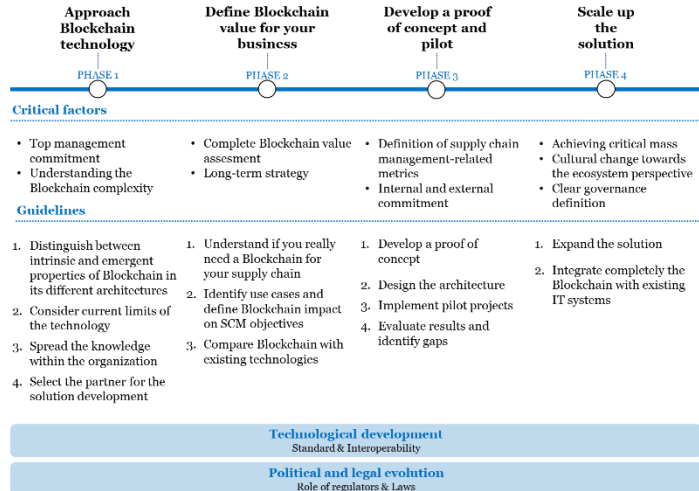 Approach
Blockchain
technology
Define Blockchain
value for your
business
Develop a proof
of concept and
pilot
Scale up
the
solution
PHASE 1
PHASE 2
PHASE 3
PHASE 4
Critical factors
• Top management
commitment
• Understanding the
Blockchain complexity
• Complete Blockchain value
assesment
• Long-term strategy
• Definition of supply chain
management-related
metrics
• Internal and external
commitment
• Achieving critical mass
• Cultural change towards
the ecosystem perspective
• Clear governance
definition
Guidelines
1. Distinguish between
intrinsic and emergent
properties of Blockchain in
its different architectures
2. Consider current limits of
the technology
3. Spread the knowledge
within the organization
4. Select the partner for the
solution development
1. Understand if you really
need a Blockchain for
your supply chain
2. Identify use cases and
define Blockchain impact
on SCM objectives
3. Compare Blockchain with
existing technologies
1. Develop a proof of
concept
2. Design the architecture
3. Implement pilot projects
4. Evaluate results and
identify gaps
1. Expand the solution
2. Integrate completely the
Blockchain with existing
IT systems
Technological development
Standard & Interoperability
Political and legal evolution
Role of regulators & Laws